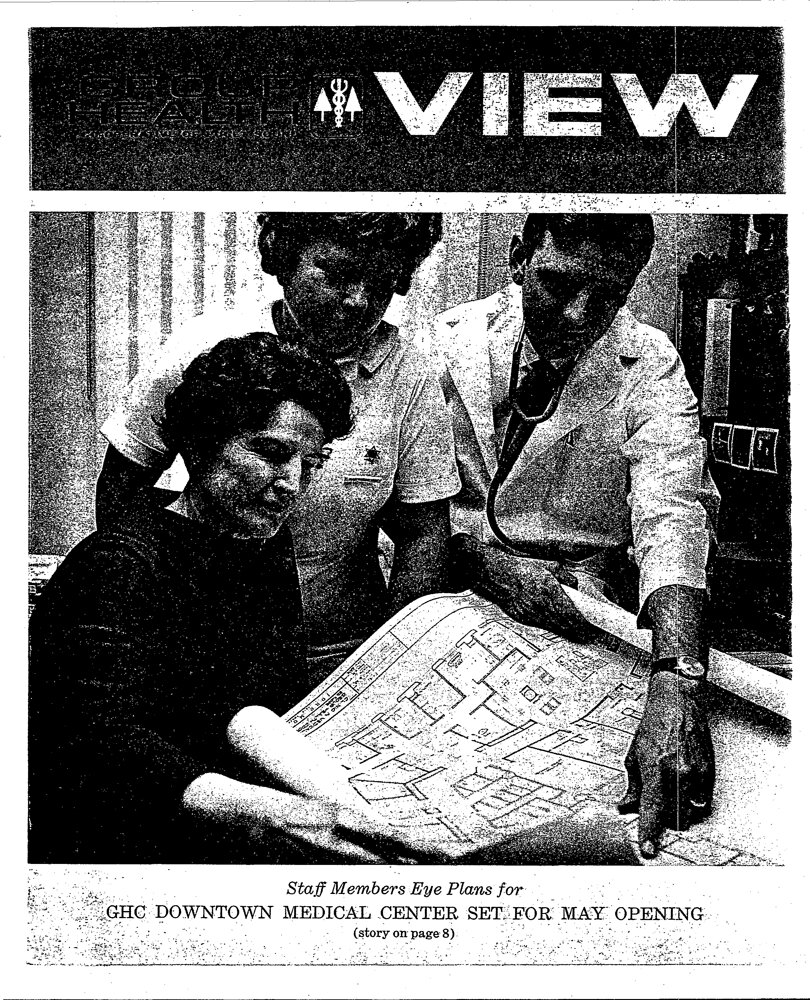 GROUP
HEALTH
VIEW
Staff Members Eye Plans for
GHC DOWNTOWN MEDICAL CENTER SET FOR MAY OPENING
(story on page 8)